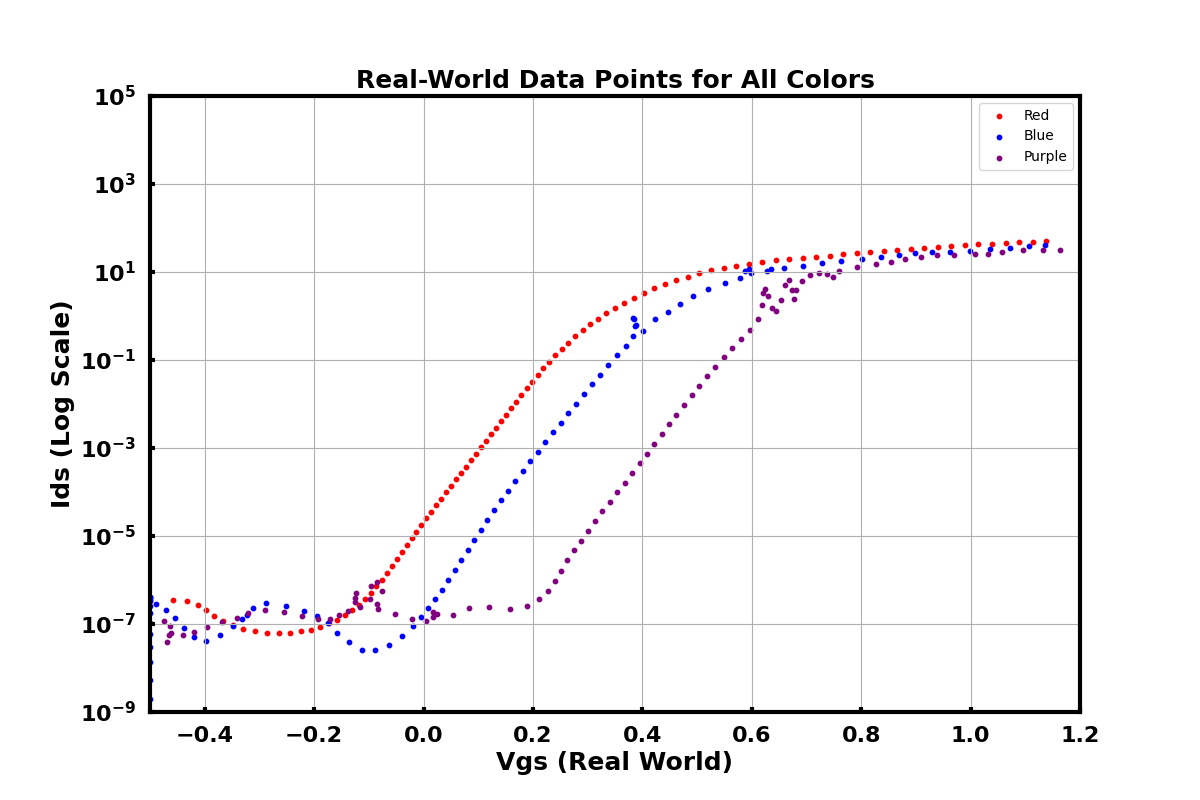 Real-World Data Points for All Colors
Red
Blue
Purple
10^5
10^3
10^1
10^−1
10^−3
10^−5
10^−7
10^−9
Ids (Log Scale)
−0.4 −0.2 0.0 0.2 0.4 0.6 0.8 1.0 1.2
Vgs (Real World)